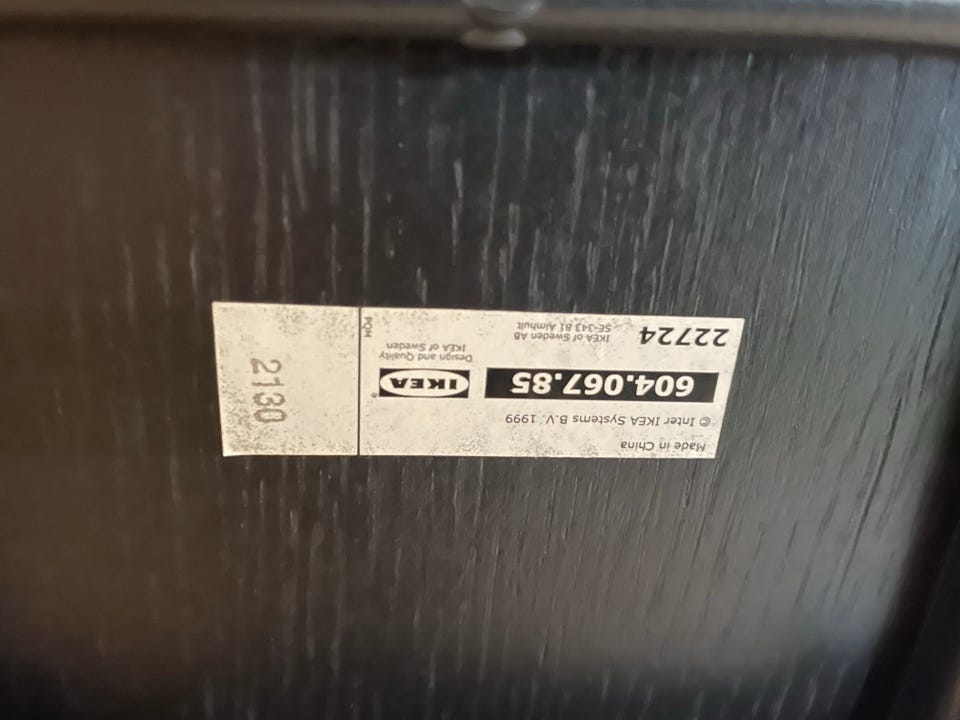 Made in China
© Inter IKEA Systems B.V. 1999
604.067.85
IKEA®
Design and Quality
IKEA of Sweden
22724
IKEA of Sweden AB
SE-343 81 Älmhult
PQM
2130